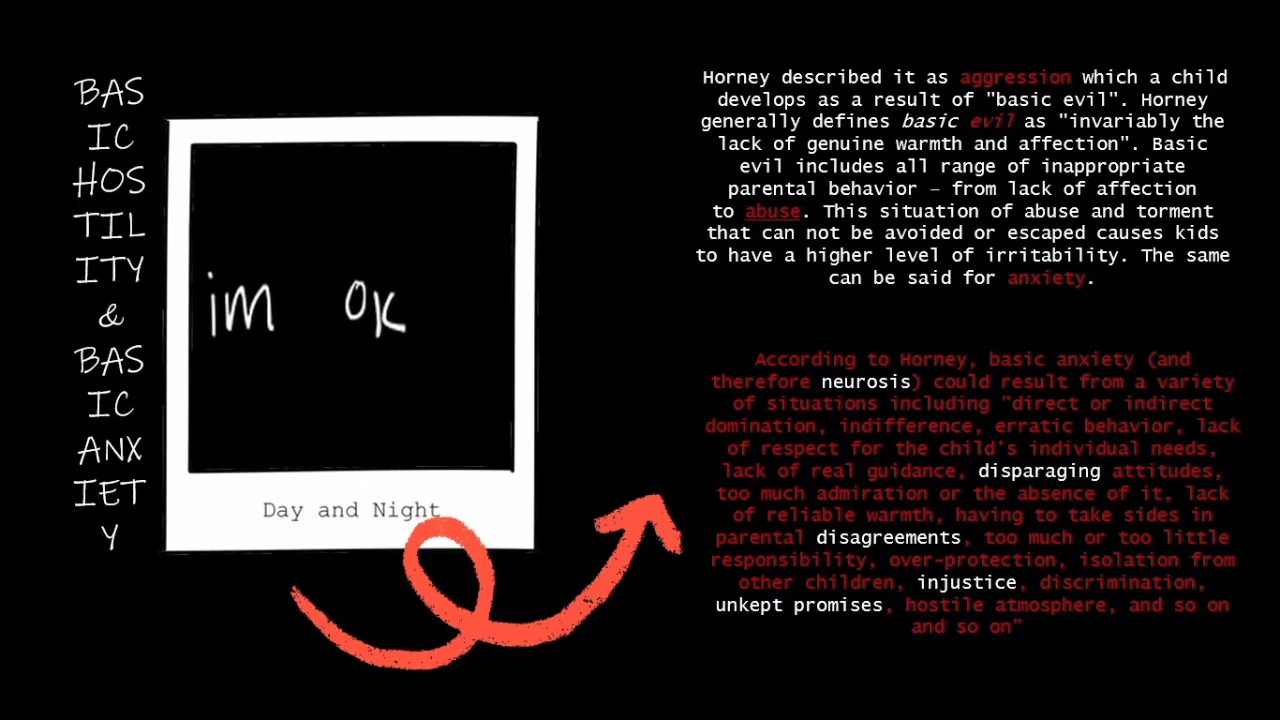 BAS
IC
HOS
TIL
ITY
&
BAS
IC
ANX
IET
Y
im ok
Day and Night
Horney described it as aggression which a child
develops as a result of "basic evil". Horney
generally defines basic evil as "invariably the
lack of genuine warmth and affection". Basic
evil includes all range of inappropriate
parental behavior – from lack of affection
to abuse. This situation of abuse and torment
that can not be avoided or escaped causes kids
to have a higher level of irritability. The same
can be said for anxiety.
According to Horney, basic anxiety (and
therefore neurosis) could result from a variety
of situations including "direct or indirect
domination, indifference, erratic behavior, lack
of respect for the child's individual needs,
lack of real guidance, disparaging attitudes,
too much admiration or the absence of it, lack
of reliable warmth, having to take sides in
parental disagreements, too much or too little
responsibility, over-protection, isolation from
other children, injustice, discrimination,
unkept promises, hostile atmosphere, and so on
and so on"